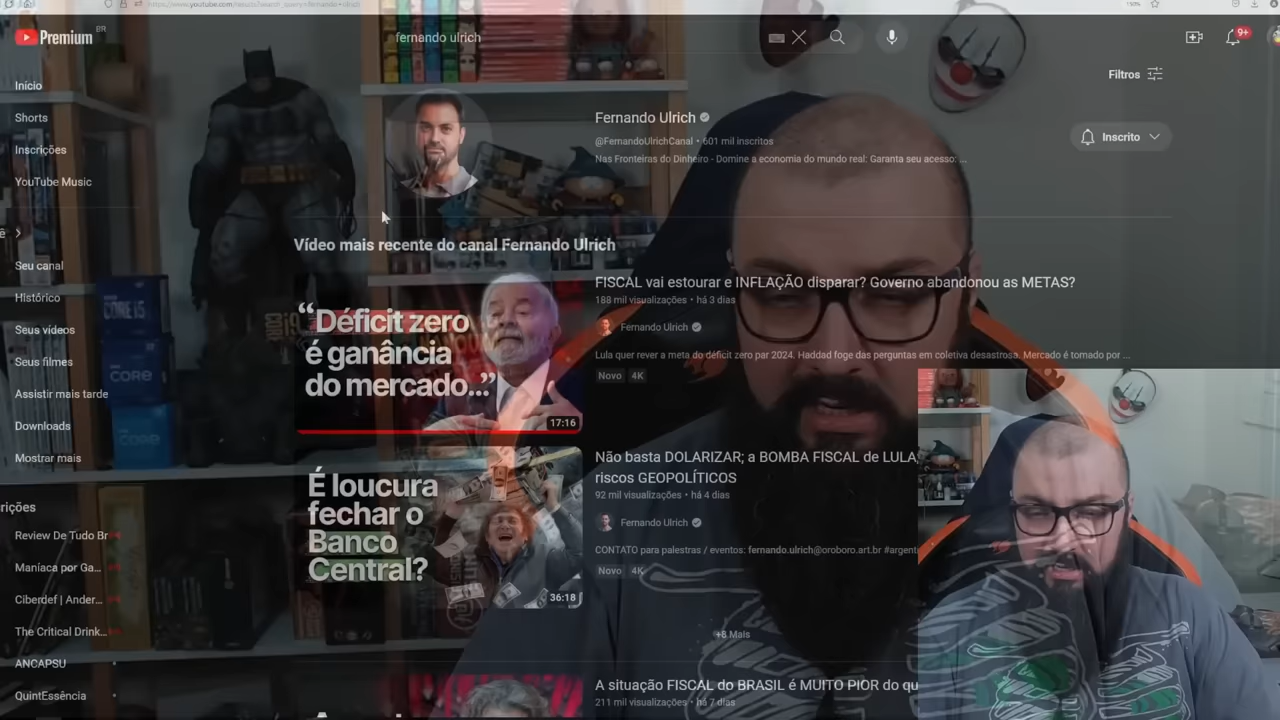 Premium BR
fernando ulrich
9+
Filtros
Início
Shorts
Inscrições
YouTube Music
Fernando Ulrich
@FernandoUlrichCanal • 601 mil inscritos
Nas Fronteiras do Dinheiro - Domine a economia do mundo real: Garanta seu acesso: ...
Inscrito
Vídeo mais recente do canal Fernando Ulrich
Seu canal
Histórico
Seus vídeos
Seus filmes
Assistir mais tarde
Downloads
Mostrar mais
“Déficit zero
é ganância
do mercado...”
17:16
FISCAL vai estourar e INFLAÇÃO disparar? Governo abandonou as METAS?
188 mil visualizações • há 3 dias
Fernando Ulrich
Lula quer rever a meta do déficit zero par 2024. Haddad foge das perguntas em coletiva desastrosa. Mercado é tomado por ...
Novo 4K
É loucura
fechar o
Banco
Central?
36:18
Não basta DOLARIZAR; a BOMBA FISCAL de LULA;
riscos GEOPOLÍTICOS
92 mil visualizações • há 4 dias
Fernando Ulrich
CONTATO para palestras / eventos: fernando.ulrich@oroboro.art.br #argent
Novo 4K
+8 Mais
A situação FISCAL do BRASIL é MUITO PIOR do qu
211 mil visualizações • há 7 dias
rições
Review De Tudo Br
Maníaca por Ga...
Ciberdef | Ander...
The Critical Drink...
ANCAPSU
QuintEssência
CORE i5
CORE